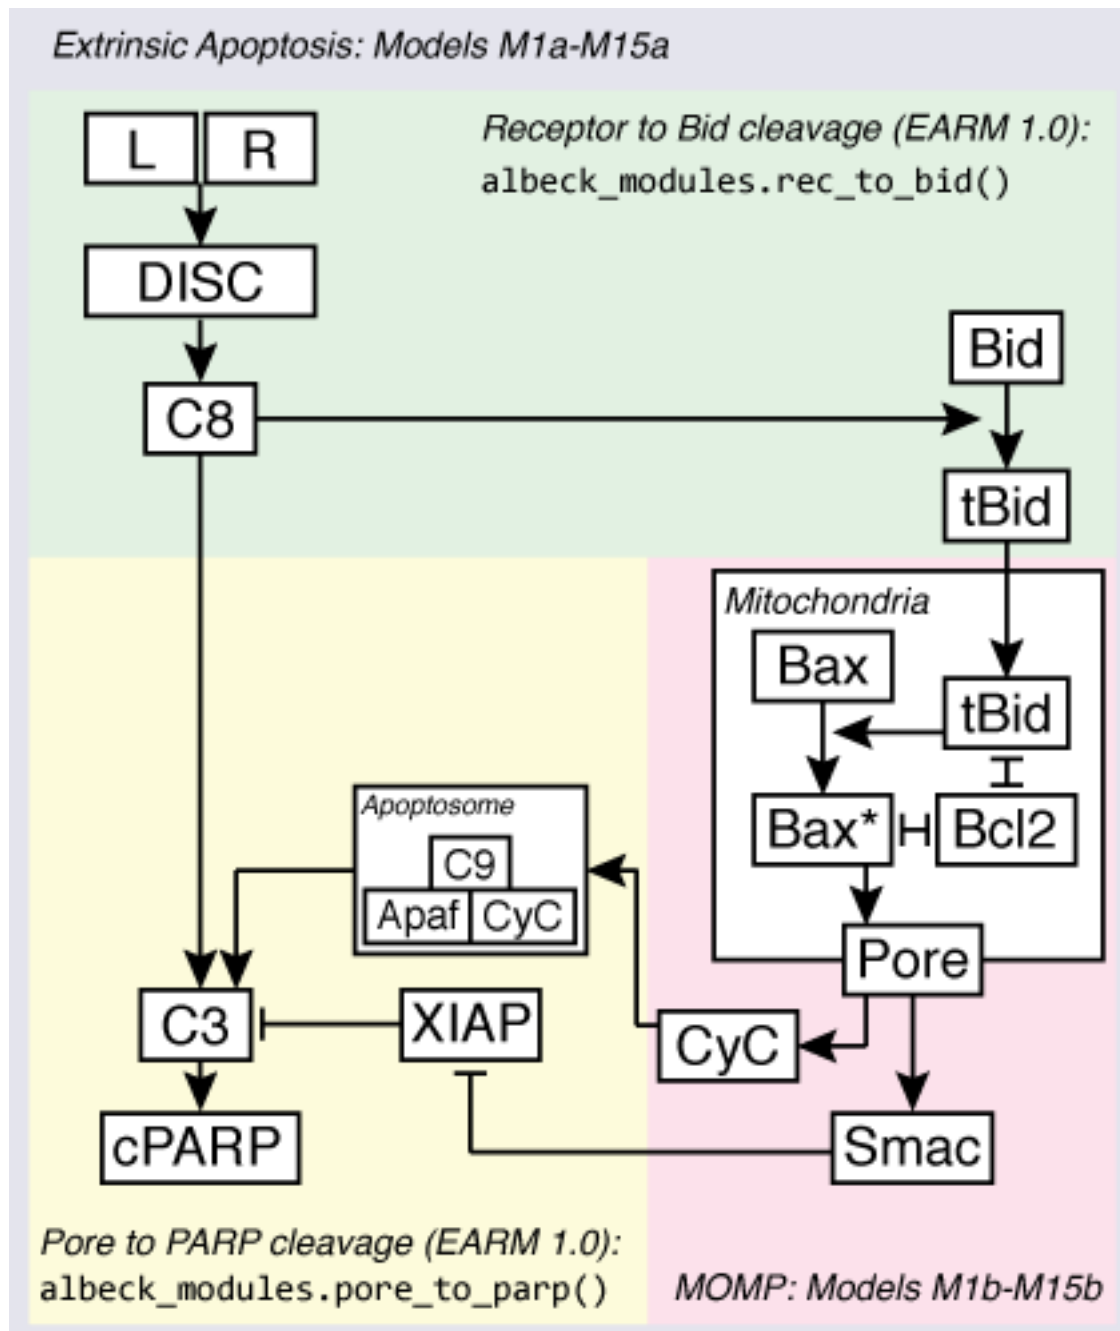 Extrinsic Apoptosis: Models M1a-M15a
Receptor to Bid cleavage (EARM 1.0):
albeck_modules.rec_to_bid()
L R
DISC
C8
Bid
tBid
Mitochondria
Bax
tBid
Bax* Bcl2
Pore
Apoptosome
C9
Apaf CyC
C3
XIAP
CyC
cPARP
Smac
Pore to PARP cleavage (EARM 1.0):
albeck_modules.pore_to_parp()
MOMP: Models M1b-M15b